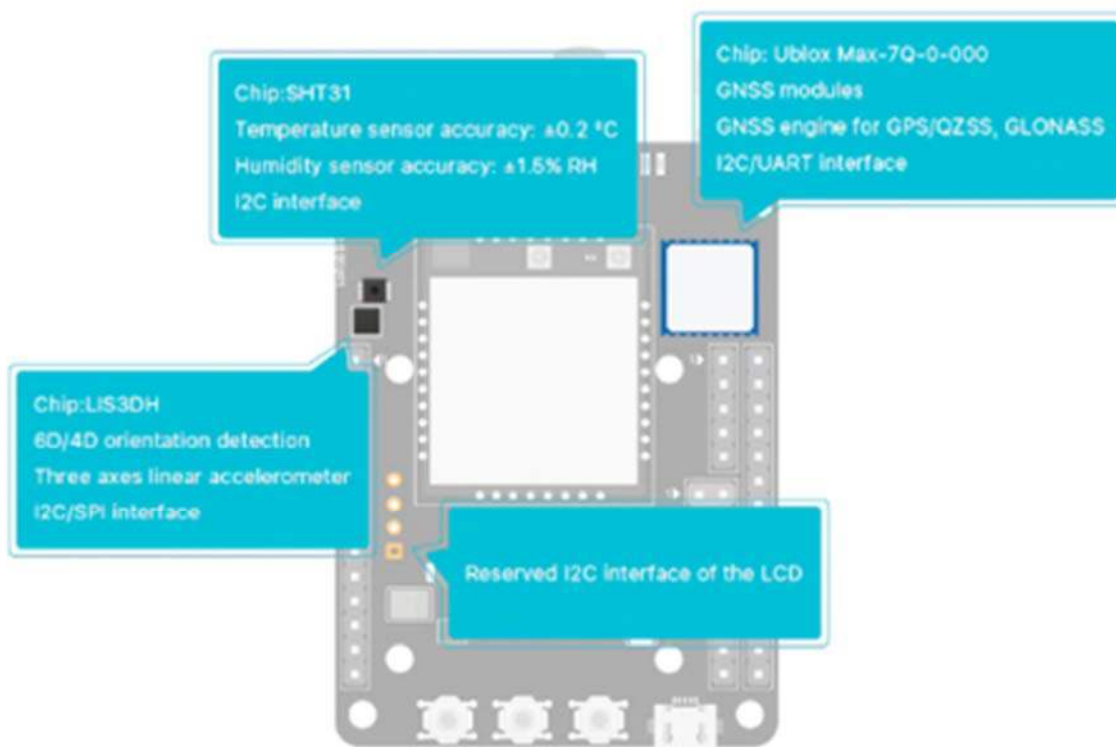 Chip:SHT31
Temperature sensor accuracy: ±0.2 °C
Humidity sensor accuracy: ±1.5% RH
I2C interface
Chip: Ublox Max-7Q-0-000
GNSS modules
GNSS engine for GPS/QZSS, GLONASS
I2C/UART interface
Chip:LIS3DH
6D/4D orientation detection
Three axes linear accelerometer
I2C/SPI interface
Reserved I2C interface of the LCD